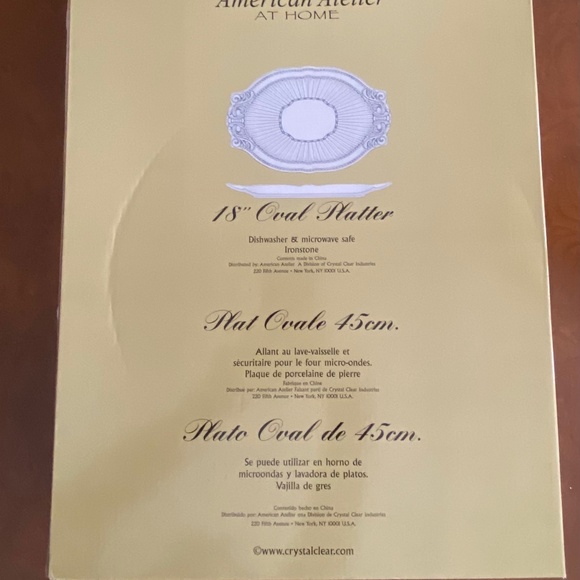 American Atelier
AT HOME
18" Oval Platter
Dishwasher & microwave safe
Ironstone
Contents made in China
Distributed by: American Atelier A Division of Crystal Clear Industries
220 Fifth Avenue • New York, NY 10001 U.S.A.
Plat Ovale 45cm.
Allant au lave-vaisselle et
sécuritaire pour le four micro-ondes.
Plaque de porcelaine de pierre
Fabriqué en Chine
Distribué par: American Atelier Faisant parti de Crystal Clear Industries
220 Fifth Avenue • New York, NY 10001 U.S.A.
Plato Oval de 45cm.
Se puede utilizar en horno de
microondas y lavadora de platos.
Vajilla de gres
Contenido hecho en China
Distribuido por: American Atelier una Division de Crystal Clear Industries
220 Fifth Avenue • New York, NY 10001 U.S.A.
©www.crystalclear.com